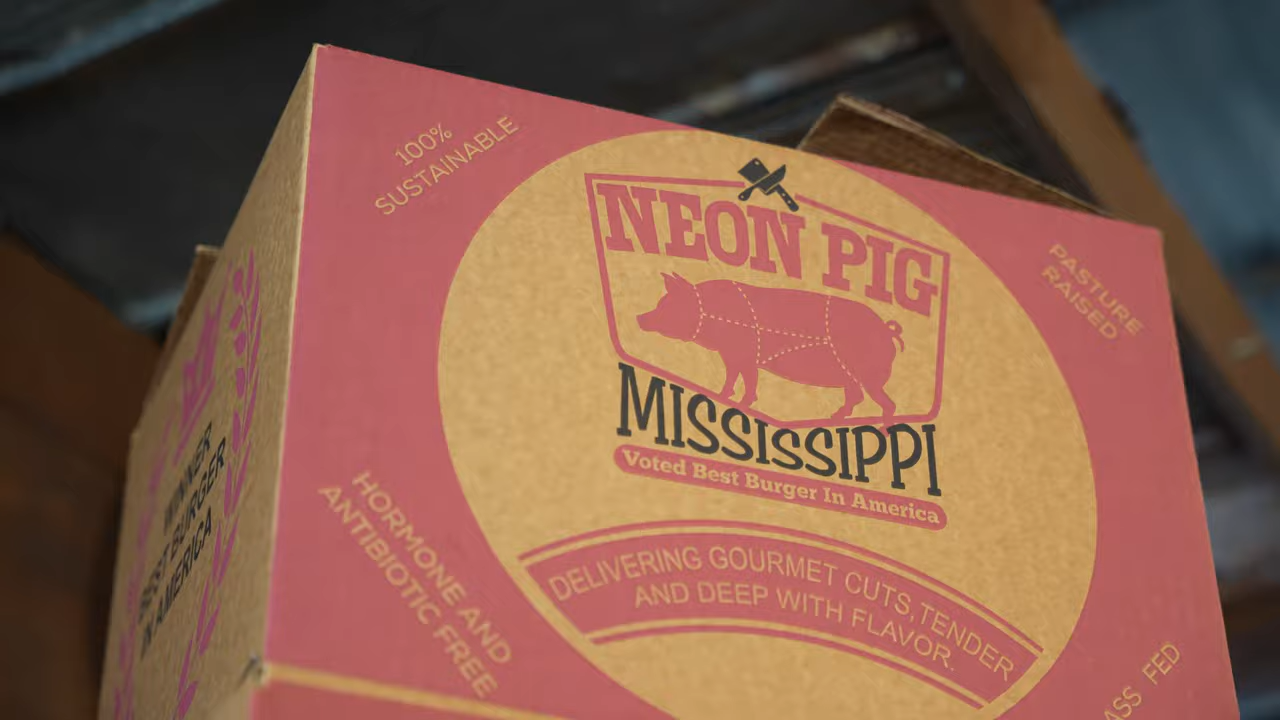 100%
SUSTAINABLE
NEON PIG
MISSISSIPPI
Voted Best Burger In America
PASTURE
RAISED
HORMONE AND
ANTIBIOTIC FREE
DELIVERING GOURMET CUTS, TENDER
AND DEEP WITH FLAVOR.
FED
WINNER
BEST BURGER
IN AMERICA